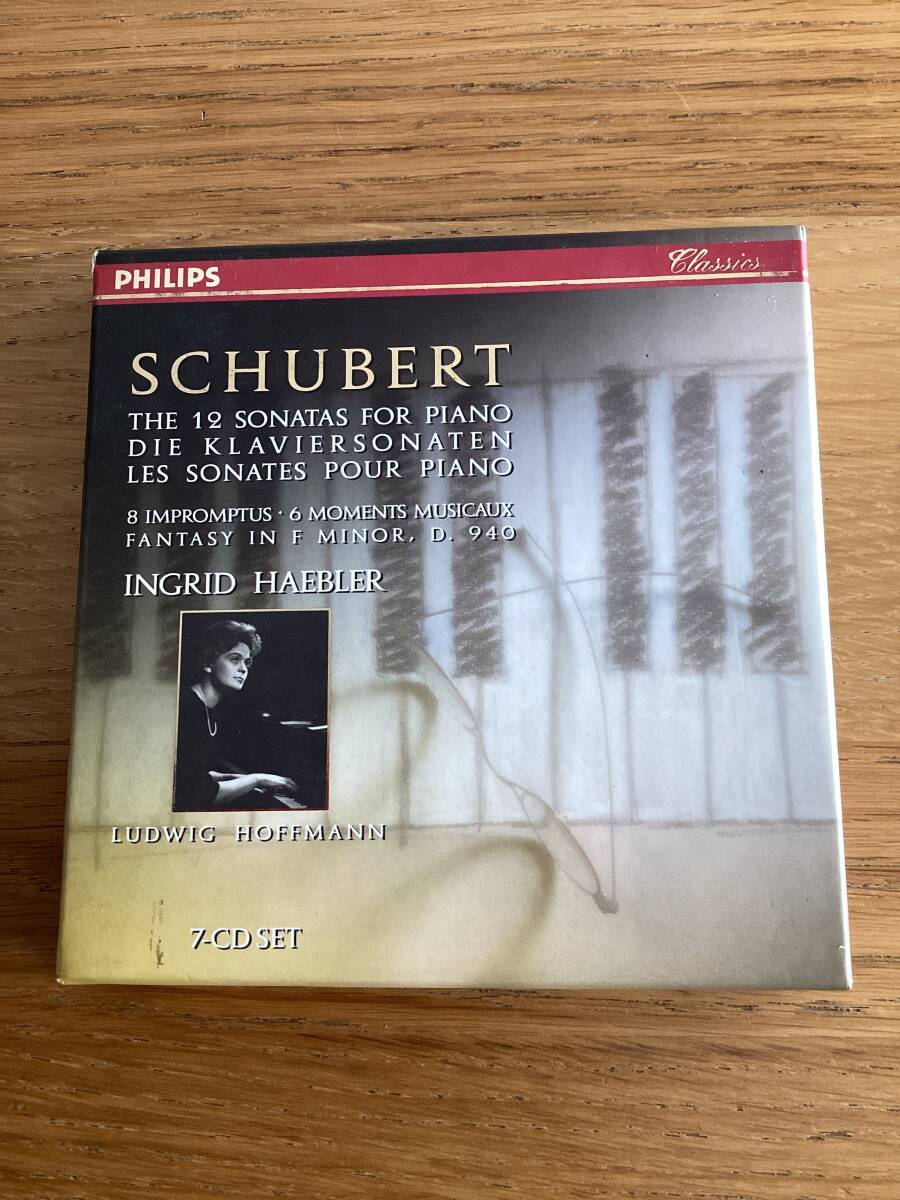 PHILIPS
Classics
SCHUBERT
THE 12 SONATAS FOR PIANO
DIE KLAVIERSONATEN
LES SONATES POUR PIANO
8 IMPROMPTUS · 6 MOMENTS MUSICAUX
FANTASY IN F MINOR, D. 940
INGRID HAEBLER
LUDWIG HOFFMANN
7-CD SET